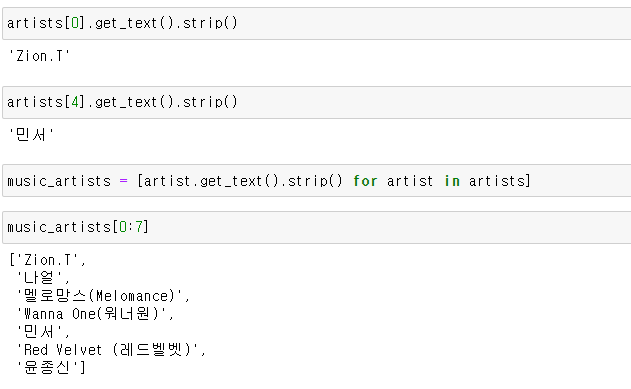 artists[0].get_text().strip()
'Zion.T'
artists[4].get_text().strip()
'민서'
music_artists = [artist.get_text().strip() for artist in artists]
music_artists[0:7]
['Zion.T',
'나얼',
'멜로망스(Melomance)',
'Wanna One(워너원)',
'민서',
'Red Velvet (레드벨벳)',
'윤종신']